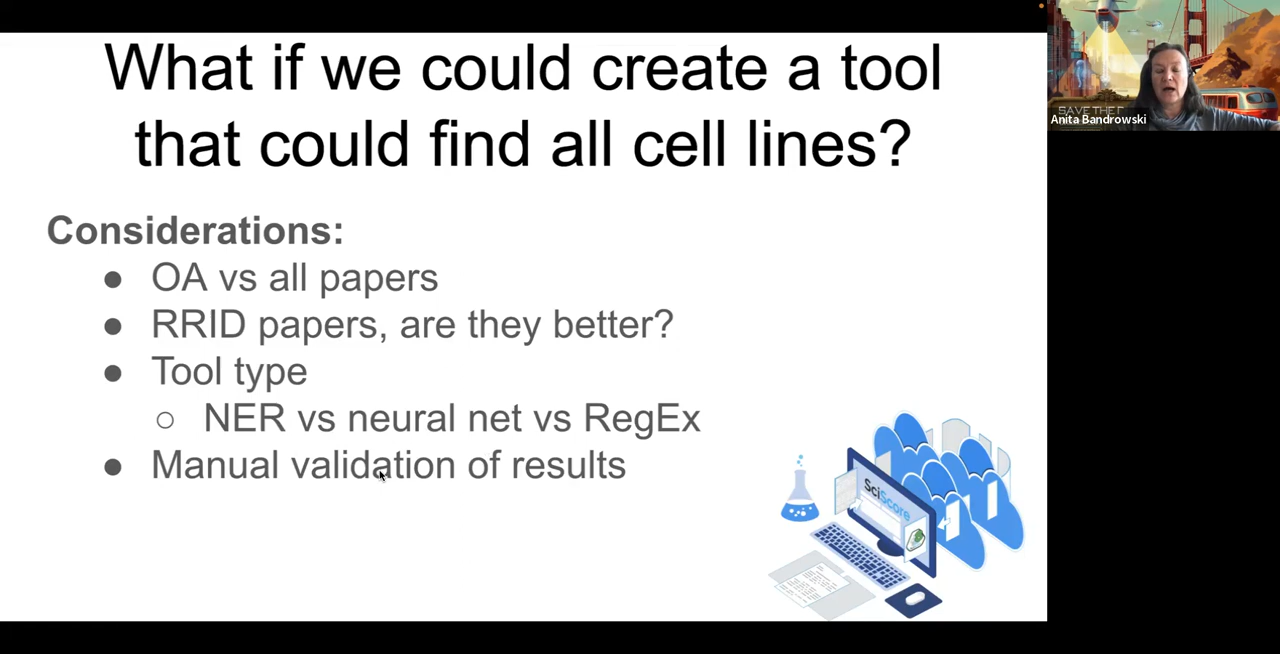 What if we could create a tool
that could find all cell lines?
Considerations:
● OA vs all papers
● RRID papers, are they better?
● Tool type
○ NER vs neural net vs RegEx
● Manual validation of results
SciScore
Anita Bandrowski